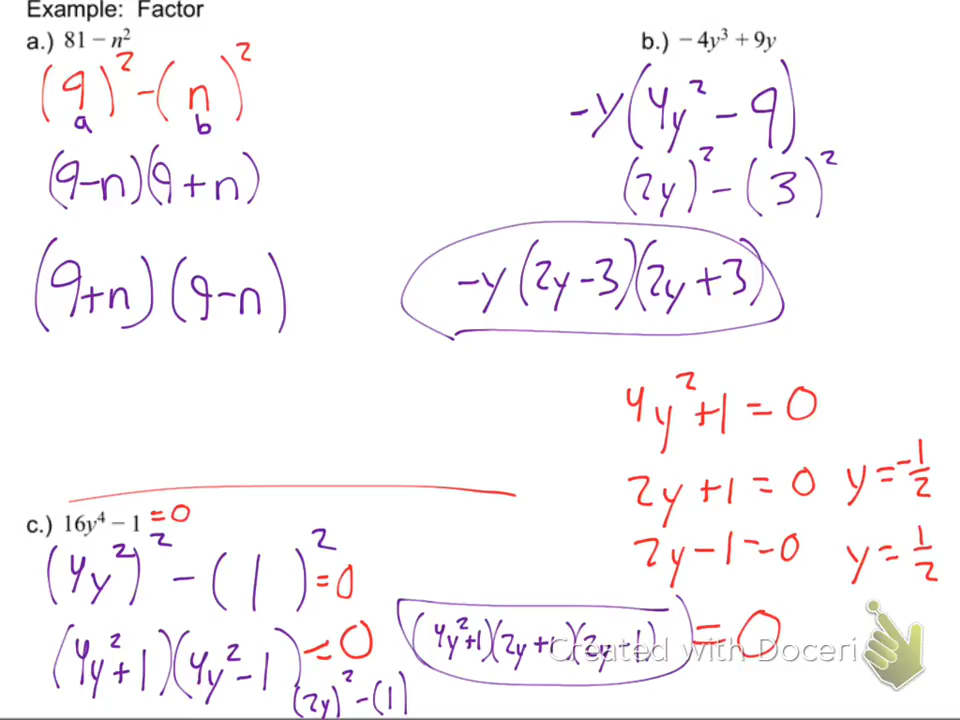 Example: Factor
a.) 81 − n²
(9)² − (n)²
a b
(9−n)(9+n)
(9+n)(9−n)
b.) − 4y³ + 9y
−y(4y² − 9)
(2y)² − (3)²
−y(2y−3)(2y+3)
4y² + 1 = 0
2y + 1 = 0 y = −1/2
2y − 1 = 0 y = 1/2
c.) 16y⁴ − 1 = 0
(4y²)² − (1)² = 0
(4y²+1)(4y²−1) = 0
(2y)² − (1)
(4y²+1)(2y+1)(2y−1) = 0
Created with Doceri